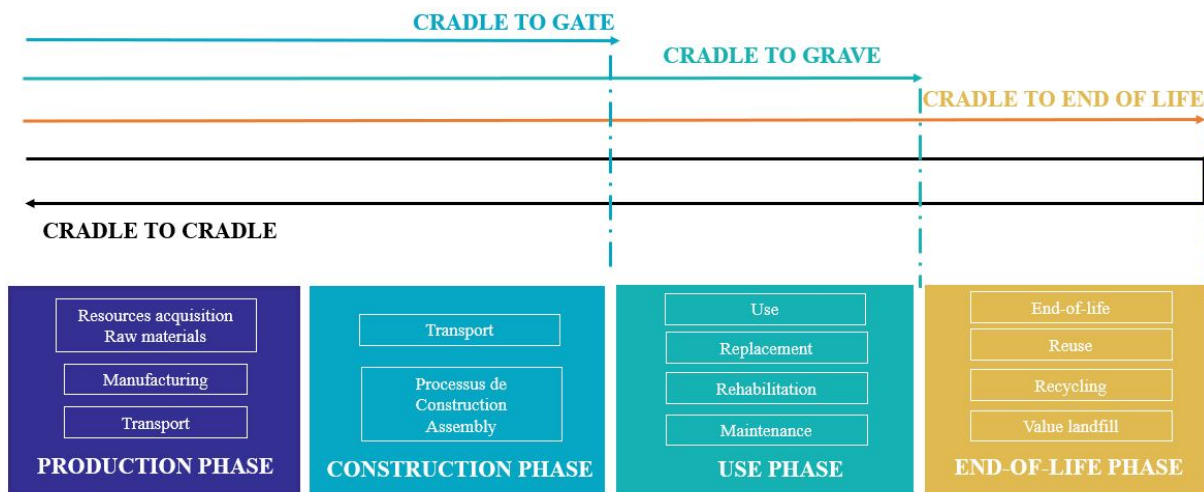 CRADLE TO GATE
CRADLE TO GRAVE
CRADLE TO END OF LIFE
CRADLE TO CRADLE
Resources acquisition
Raw materials
Manufacturing
Transport
PRODUCTION PHASE
Transport
Processus de
Construction
Assembly
CONSTRUCTION PHASE
Use
Replacement
Rehabilitation
Maintenance
USE PHASE
End-of-life
Reuse
Recycling
Value landfill
END-OF-LIFE PHASE